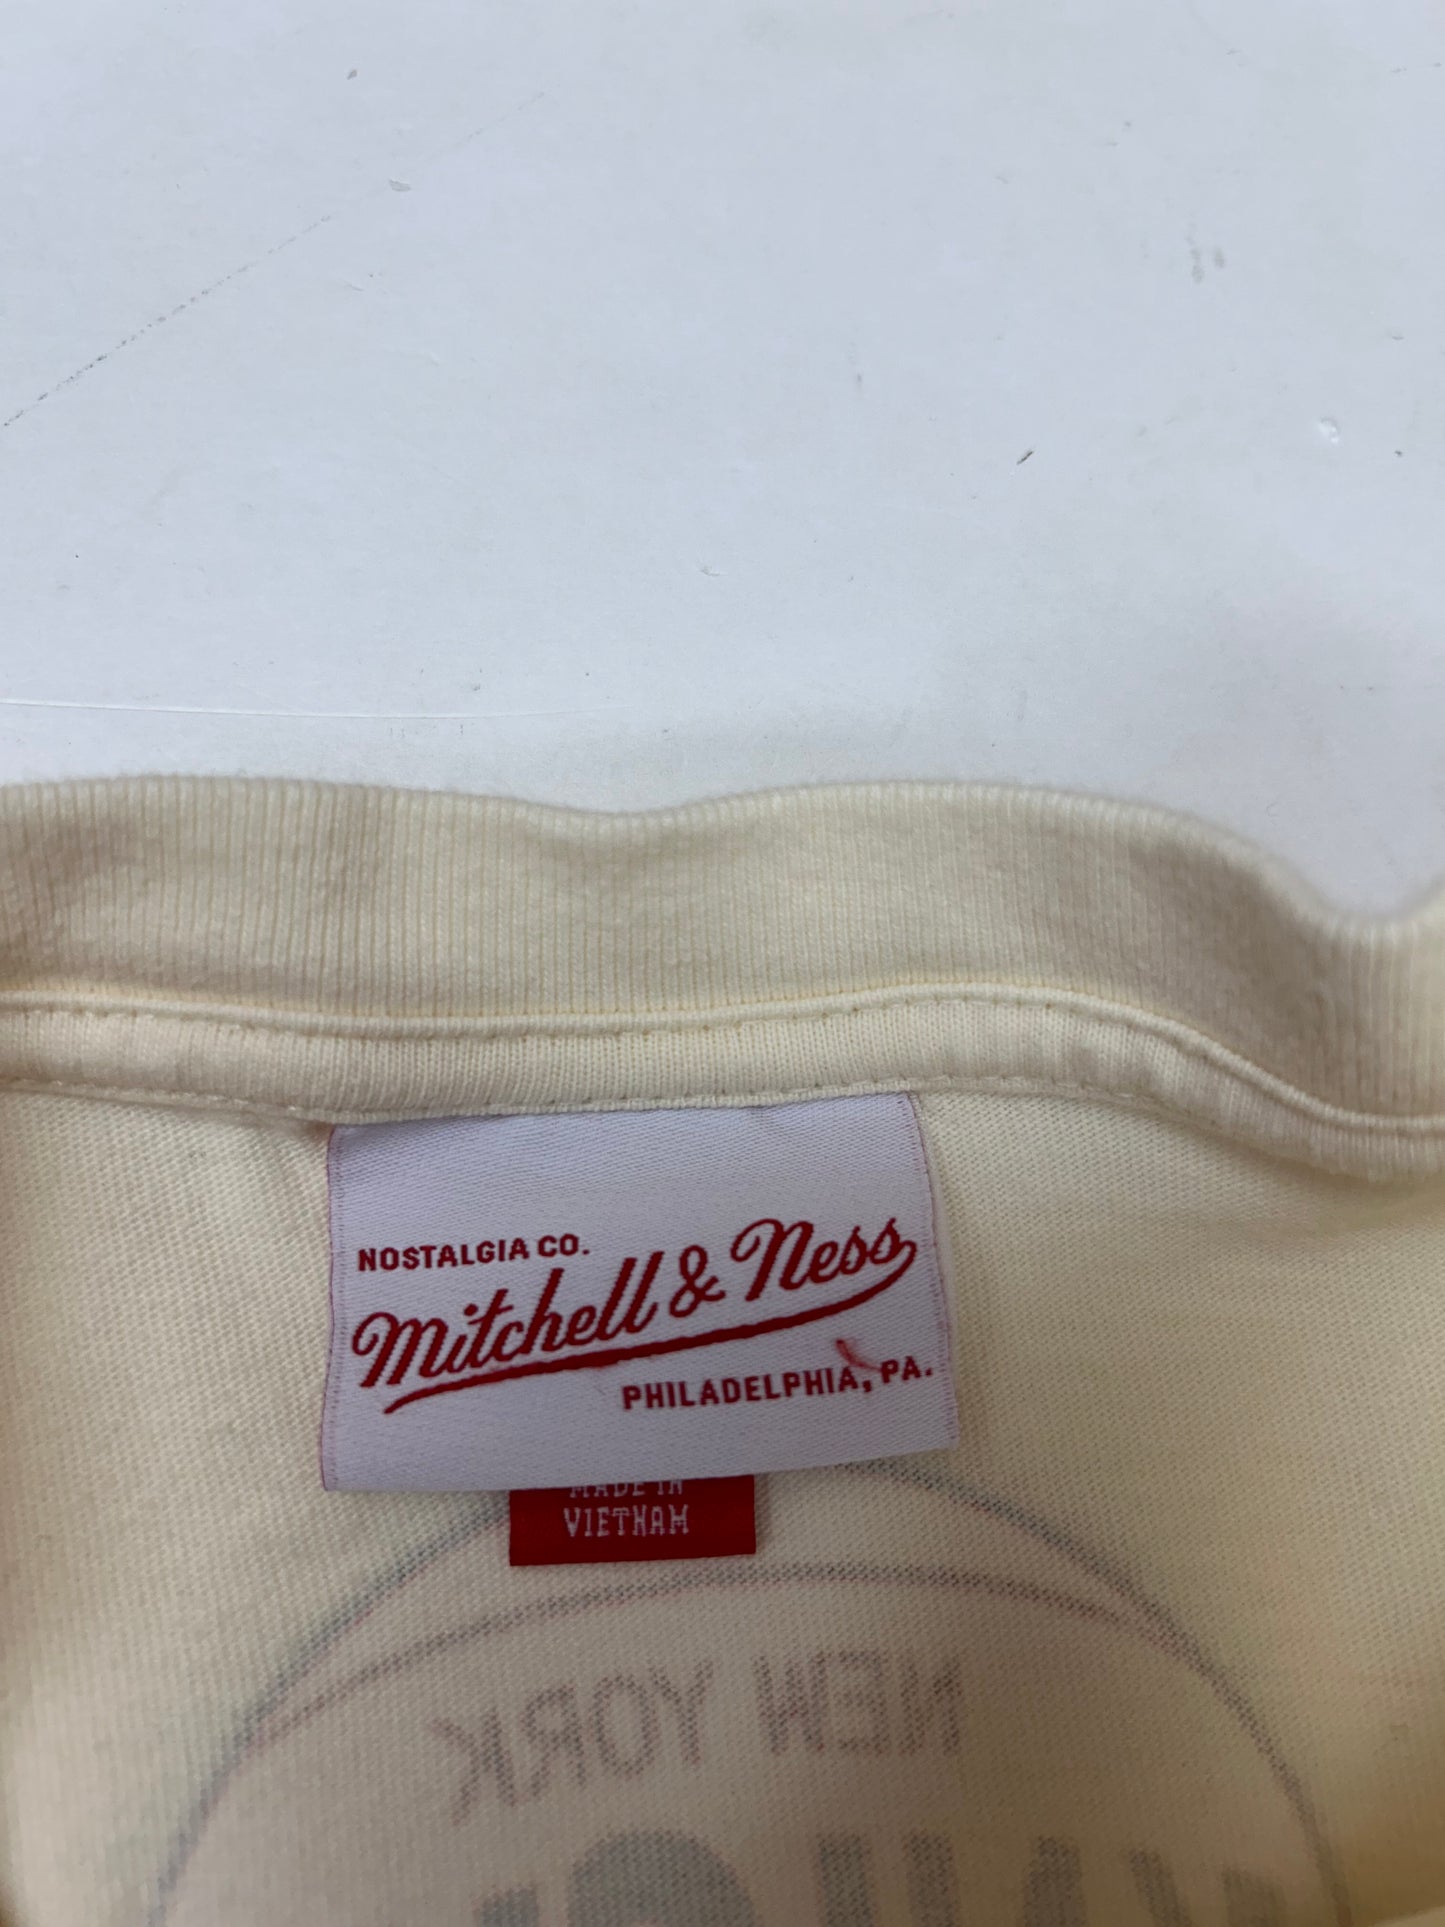 NOSTALGIA CO.
Mitchell & Ness
PHILADELPHIA, PA.
MADE IN
VIETNAM
NEW YORK